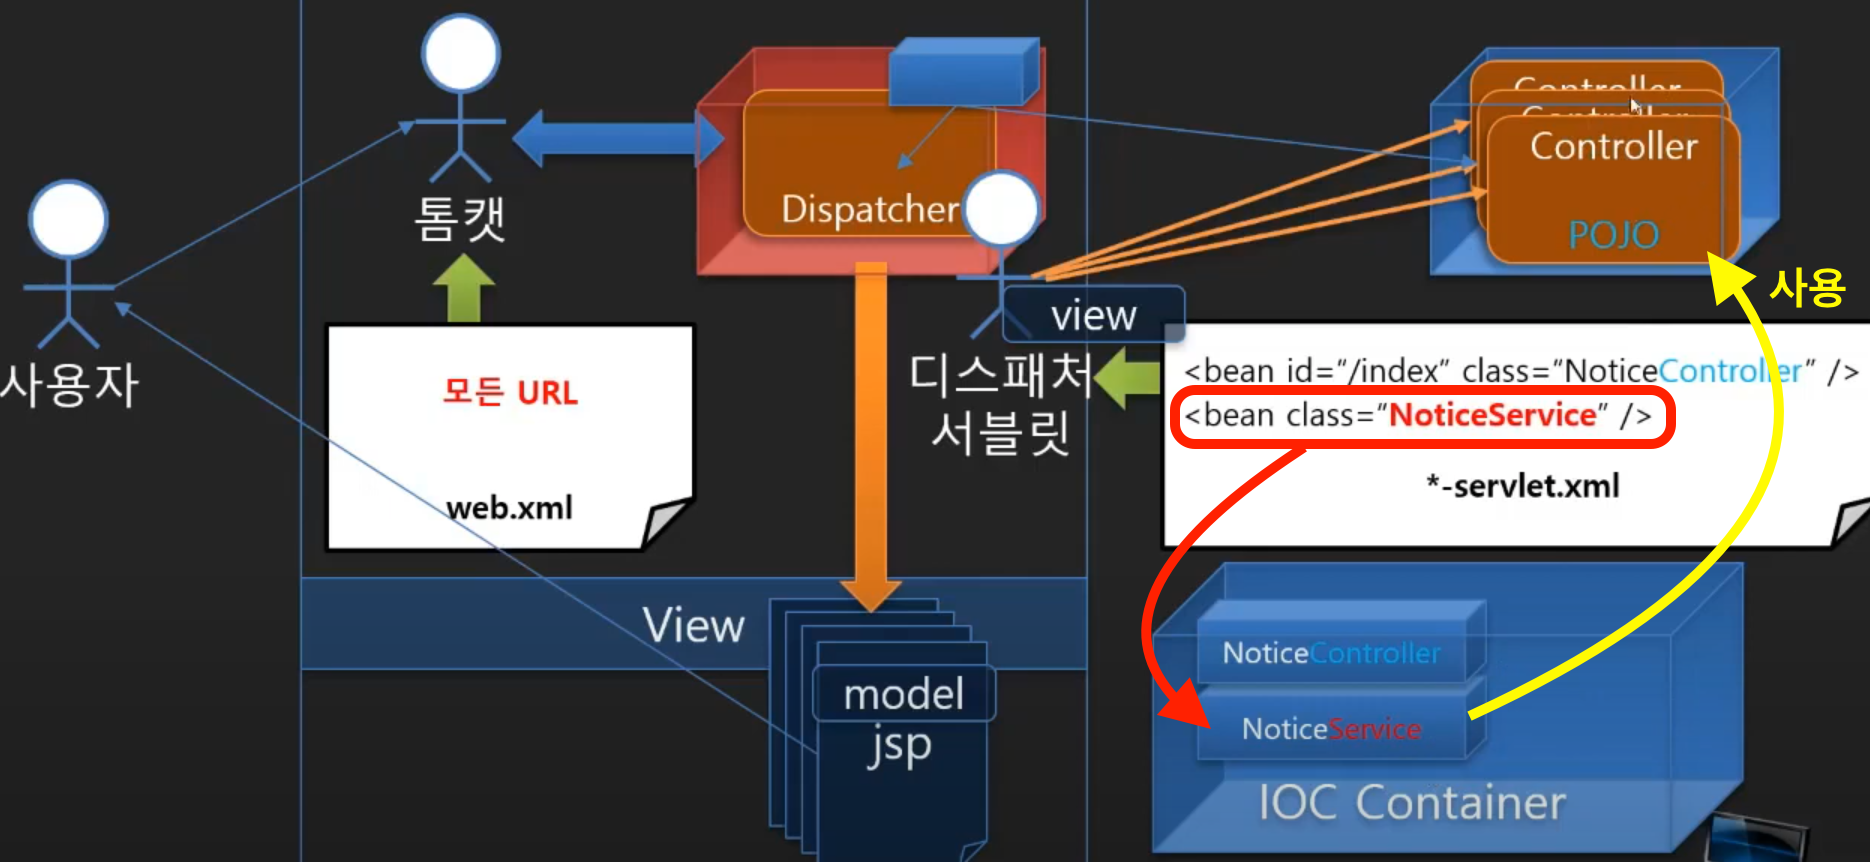 Controller
Controller
Controller
POJO
Dispatcher
톰캣
사용자
view
디스패처
서블릿
사용
모든 URL
web.xml
<bean id="/index" class="NoticeController" />
<bean class="NoticeService" />
*-servlet.xml
View
model
jsp
NoticeController
NoticeService
IOC Container